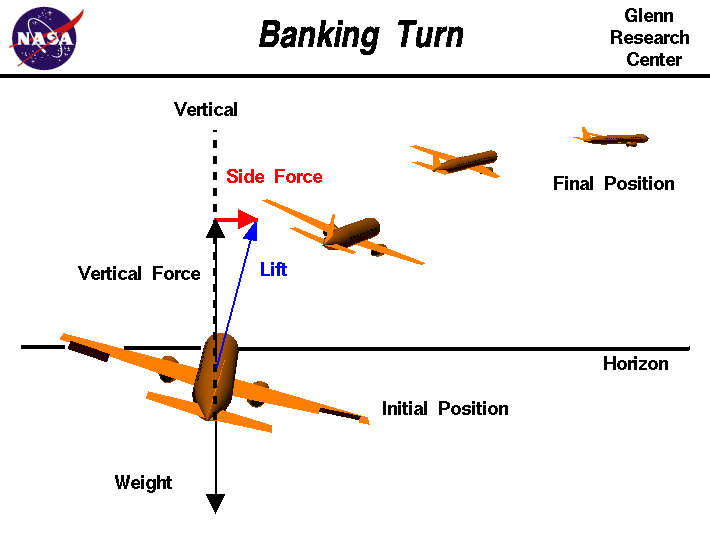 NASA
Banking Turn
Glenn
Research
Center
Vertical
Side Force
Final Position
Vertical Force
Lift
Horizon
Initial Position
Weight